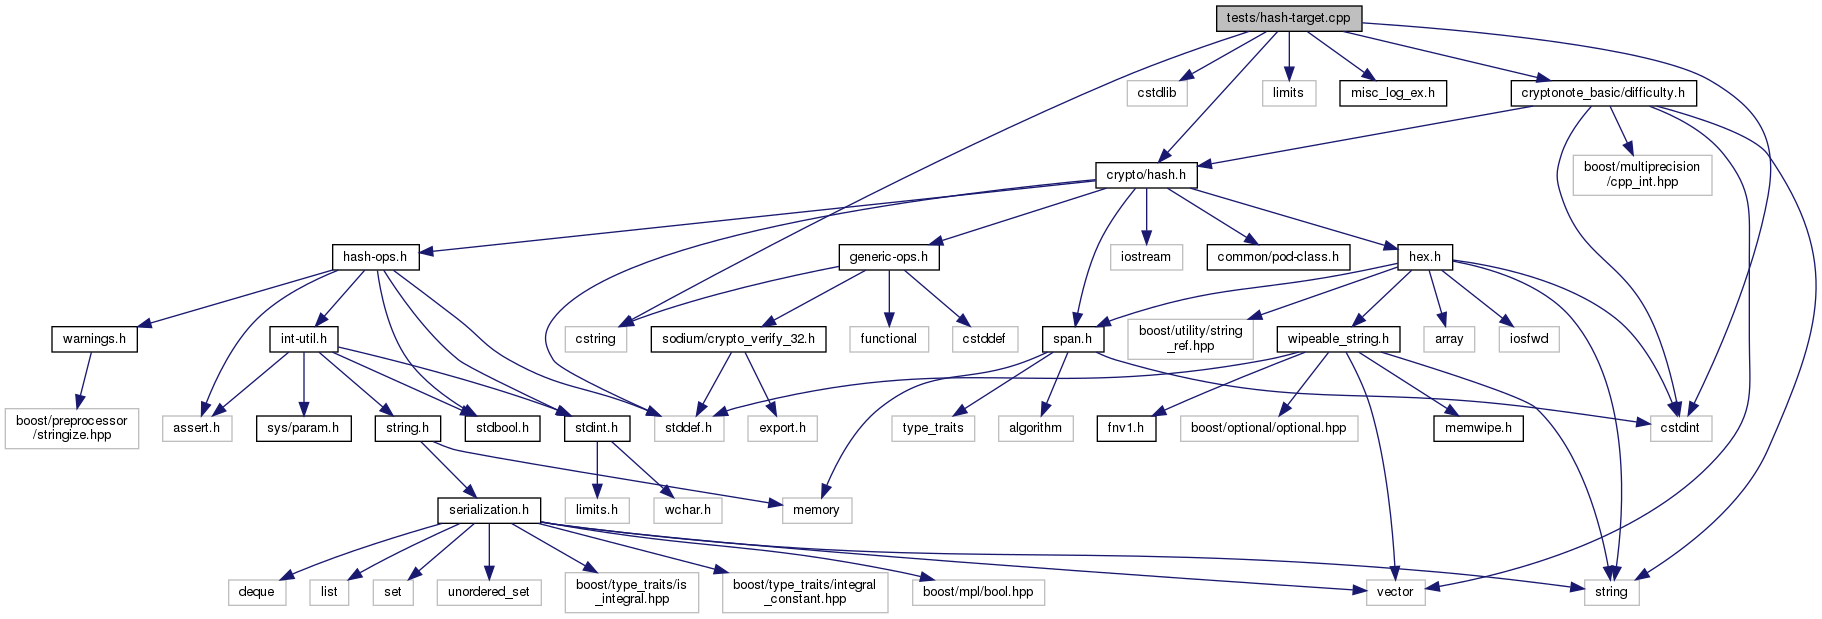 tests/hash-target.cpp
cstdlib
limits
misc_log_ex.h
cryptonote_basic/difficulty.h
crypto/hash.h
boost/multiprecision
/cpp_int.hpp
hash-ops.h
generic-ops.h
iostream
common/pod-class.h
hex.h
warnings.h
int-util.h
cstring
sodium/crypto_verify_32.h
functional
cstddef
span.h
boost/utility/string
_ref.hpp
wipeable_string.h
array
iosfwd
boost/preprocessor
/stringize.hpp
assert.h
sys/param.h
string.h
stdbool.h
stdint.h
stddef.h
export.h
type_traits
algorithm
fnv1.h
boost/optional/optional.hpp
memwipe.h
cstdint
serialization.h
limits.h
wchar.h
memory
deque
list
set
unordered_set
boost/type_traits/is
_integral.hpp
boost/type_traits/integral
_constant.hpp
boost/mpl/bool.hpp
vector
string